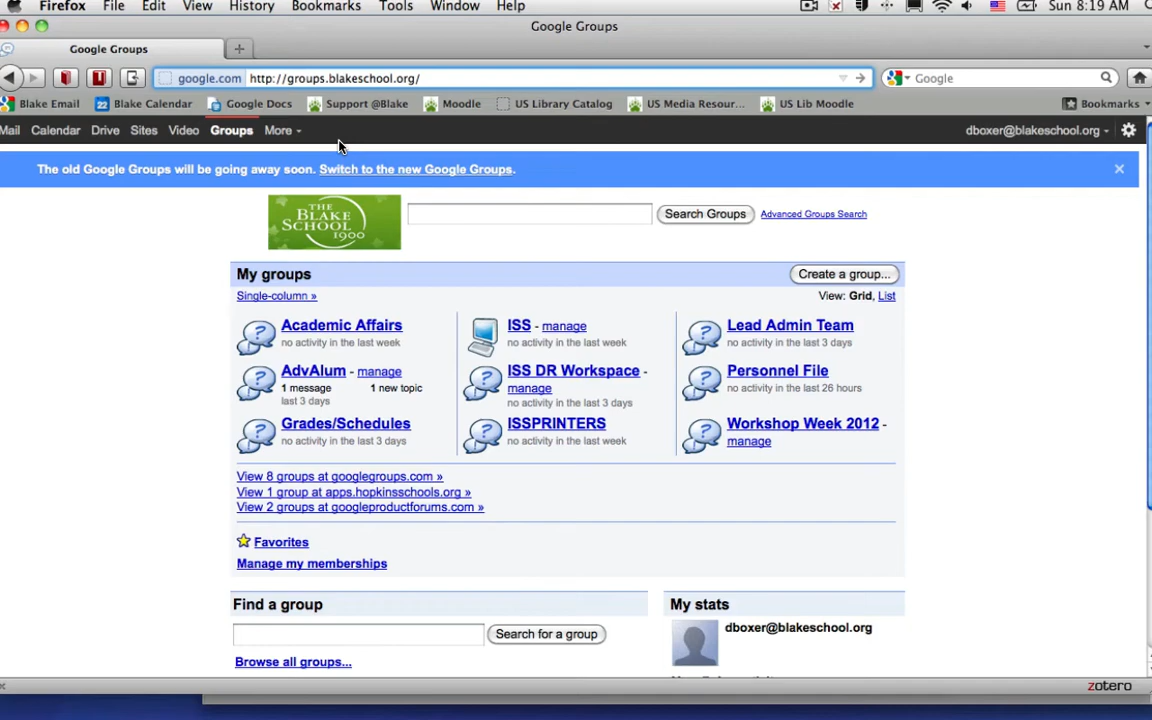 Firefox File Edit View History Bookmarks Tools Window Help Sun 8:19 AM
Google Groups
Google Groups
google.com http://groups.blakeschool.org/ Google
Blake Email Blake Calendar Google Docs Support @Blake Moodle US Library Catalog US Media Resour... US Lib Moodle Bookmarks
Mail Calendar Drive Sites Video Groups More dboxer@blakeschool.org
The old Google Groups will be going away soon. Switch to the new Google Groups.
THE BLAKE SCHOOL 1900
Search Groups Advanced Groups Search
My groups Create a group...
Single-column » View: Grid, List
Academic Affairs
no activity in the last week
ISS - manage
no activity in the last week
Lead Admin Team
no activity in the last 3 days
AdvAlum - manage
1 message 1 new topic
last 3 days
ISS DR Workspace -
manage
no activity in the last 3 days
Personnel File
no activity in the last 26 hours
Grades/Schedules
no activity in the last 3 days
ISSPRINTERS
no activity in the last week
Workshop Week 2012 -
manage
View 8 groups at googlegroups.com »
View 1 group at apps.hopkinsschools.org »
View 2 groups at googleproductforums.com »
Favorites
Manage my memberships
Find a group
Search for a group
Browse all groups...
My stats
dboxer@blakeschool.org
zotero